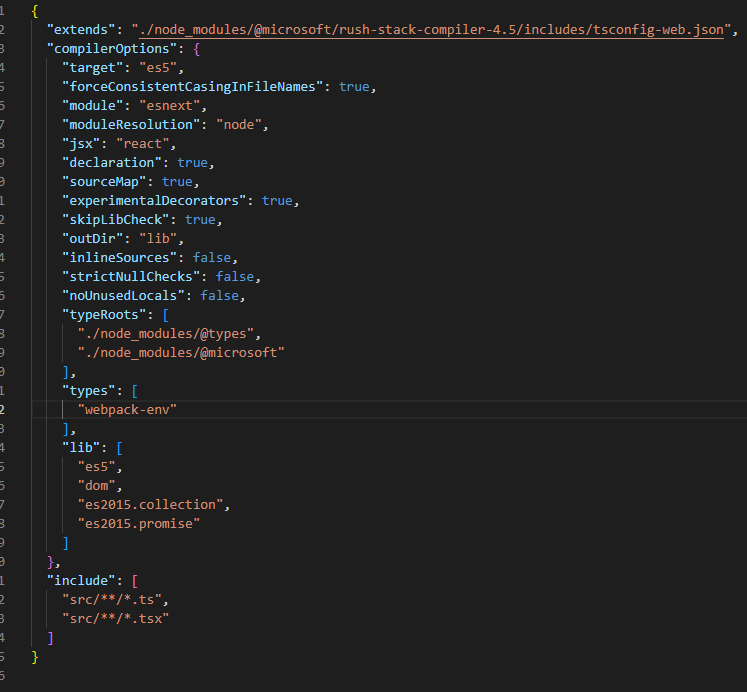 1 {
2 "extends": "./node_modules/@microsoft/rush-stack-compiler-4.5/includes/tsconfig-web.json",
3 "compilerOptions": {
4 "target": "es5",
5 "forceConsistentCasingInFileNames": true,
6 "module": "esnext",
7 "moduleResolution": "node",
8 "jsx": "react",
9 "declaration": true,
0 "sourceMap": true,
1 "experimentalDecorators": true,
2 "skipLibCheck": true,
3 "outDir": "lib",
4 "inlineSources": false,
5 "strictNullChecks": false,
6 "noUnusedLocals": false,
7 "typeRoots": [
8 "./node_modules/@types",
9 "./node_modules/@microsoft"
0 ],
1 "types": [
2 "webpack-env"
3 ],
4 "lib": [
5 "es5",
6 "dom",
7 "es2015.collection",
8 "es2015.promise"
9 ]
0 },
1 "include": [
2 "src/**/*.ts",
3 "src/**/*.tsx"
4 ]
5 }
6